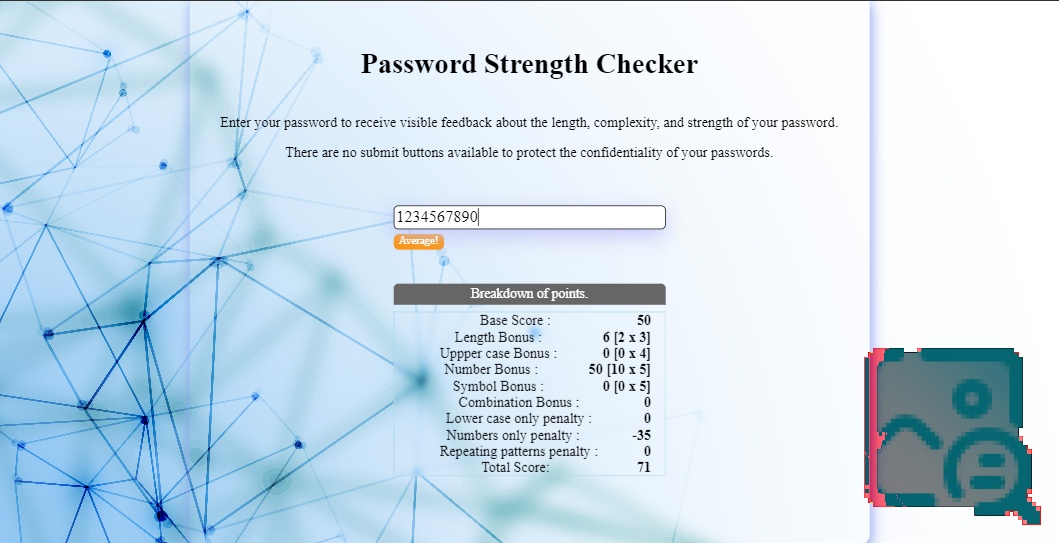 Password Strength Checker
Enter your password to receive visible feedback about the length, complexity, and strength of your password.
There are no submit buttons available to protect the confidentiality of your passwords.
1234567890
Average!
Breakdown of points.
Base Score : 50
Length Bonus : 6 [2 x 3]
Uppper case Bonus : 0 [0 x 4]
Number Bonus : 50 [10 x 5]
Symbol Bonus : 0 [0 x 5]
Combination Bonus : 0
Lower case only penalty : 0
Numbers only penalty : -35
Repeating patterns penalty : 0
Total Score: 71